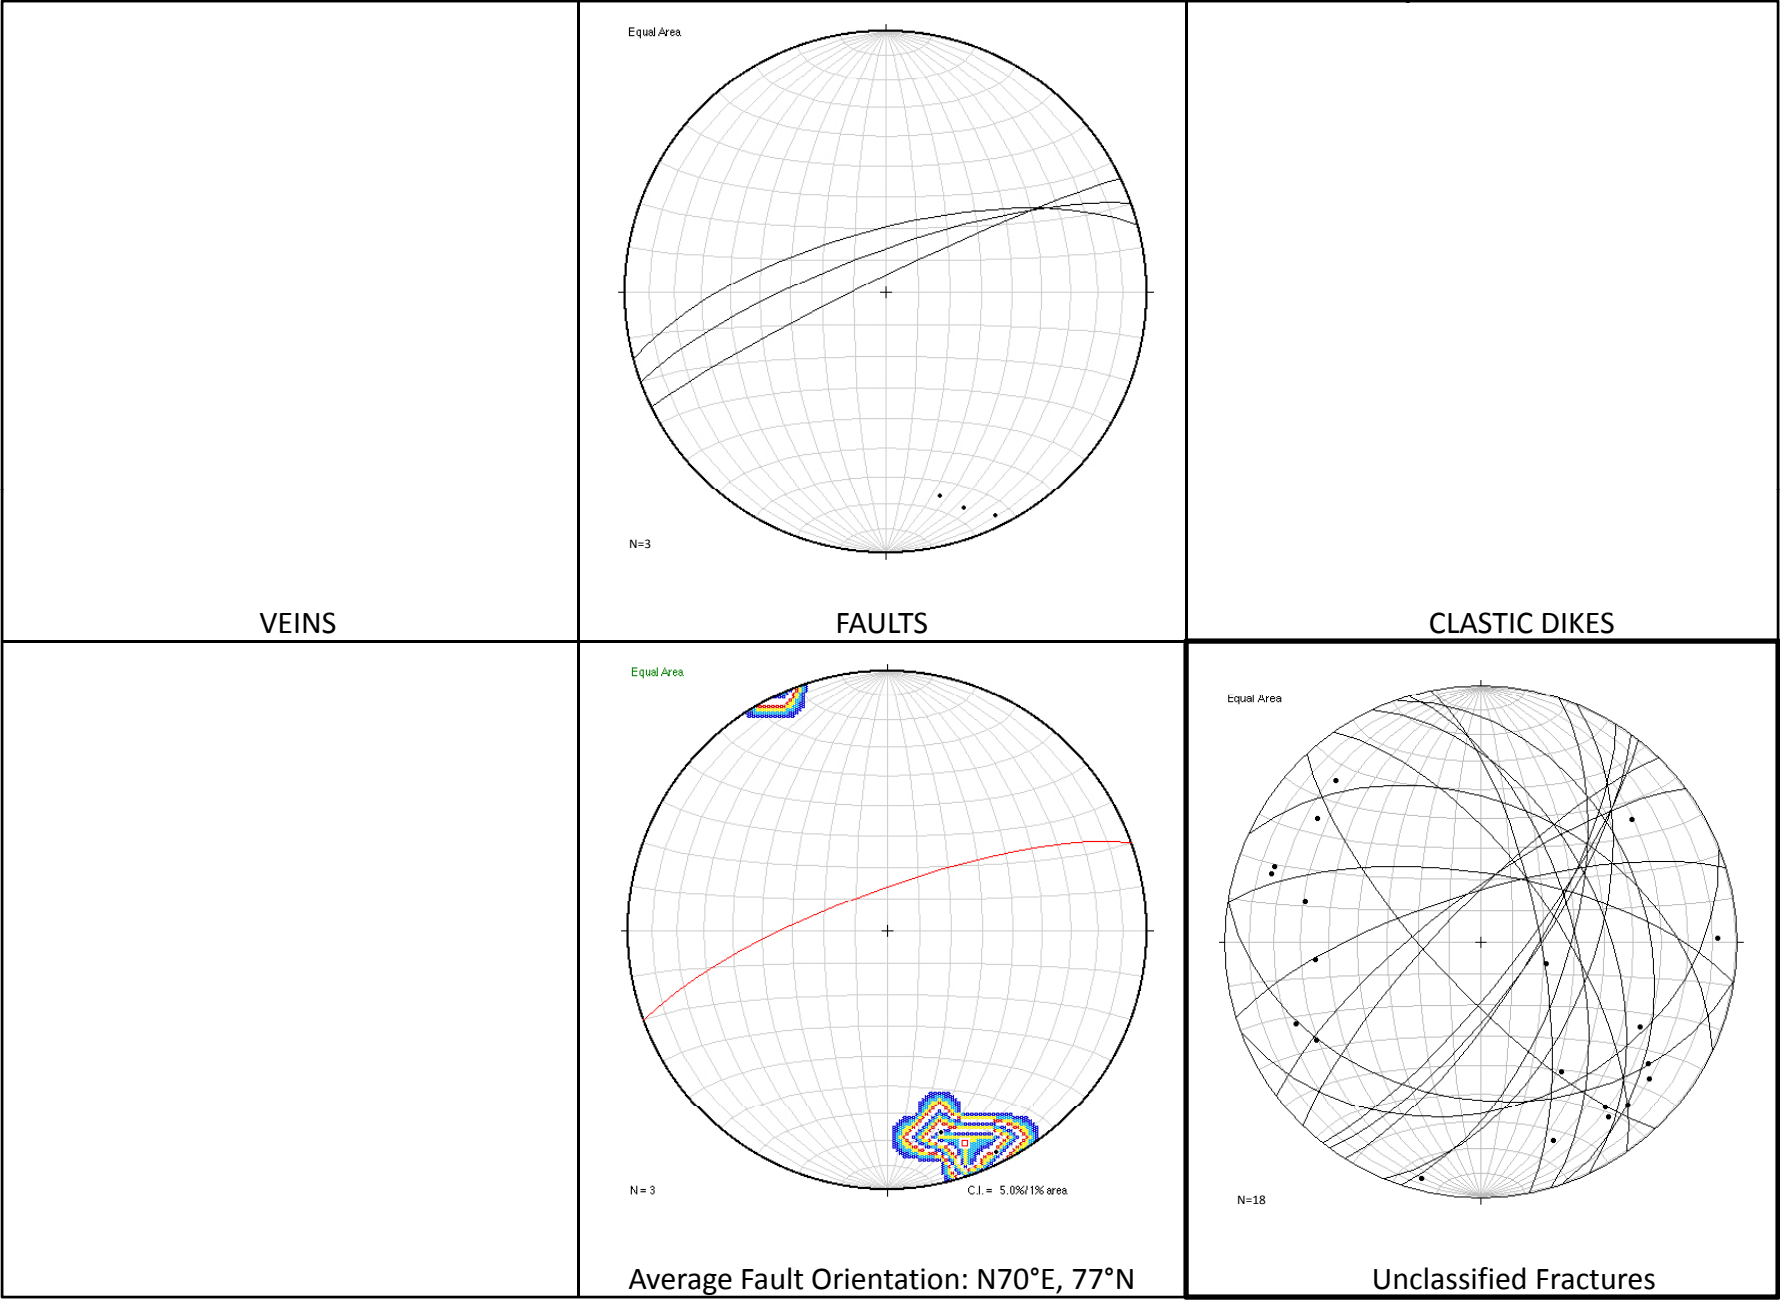 Equal Area
N=3
VEINS
FAULTS
CLASTIC DIKES
Equal Area
N = 3
C.I. = 5.0%/1% area
Average Fault Orientation: N70°E, 77°N
Equal Area
N=18
Unclassified Fractures